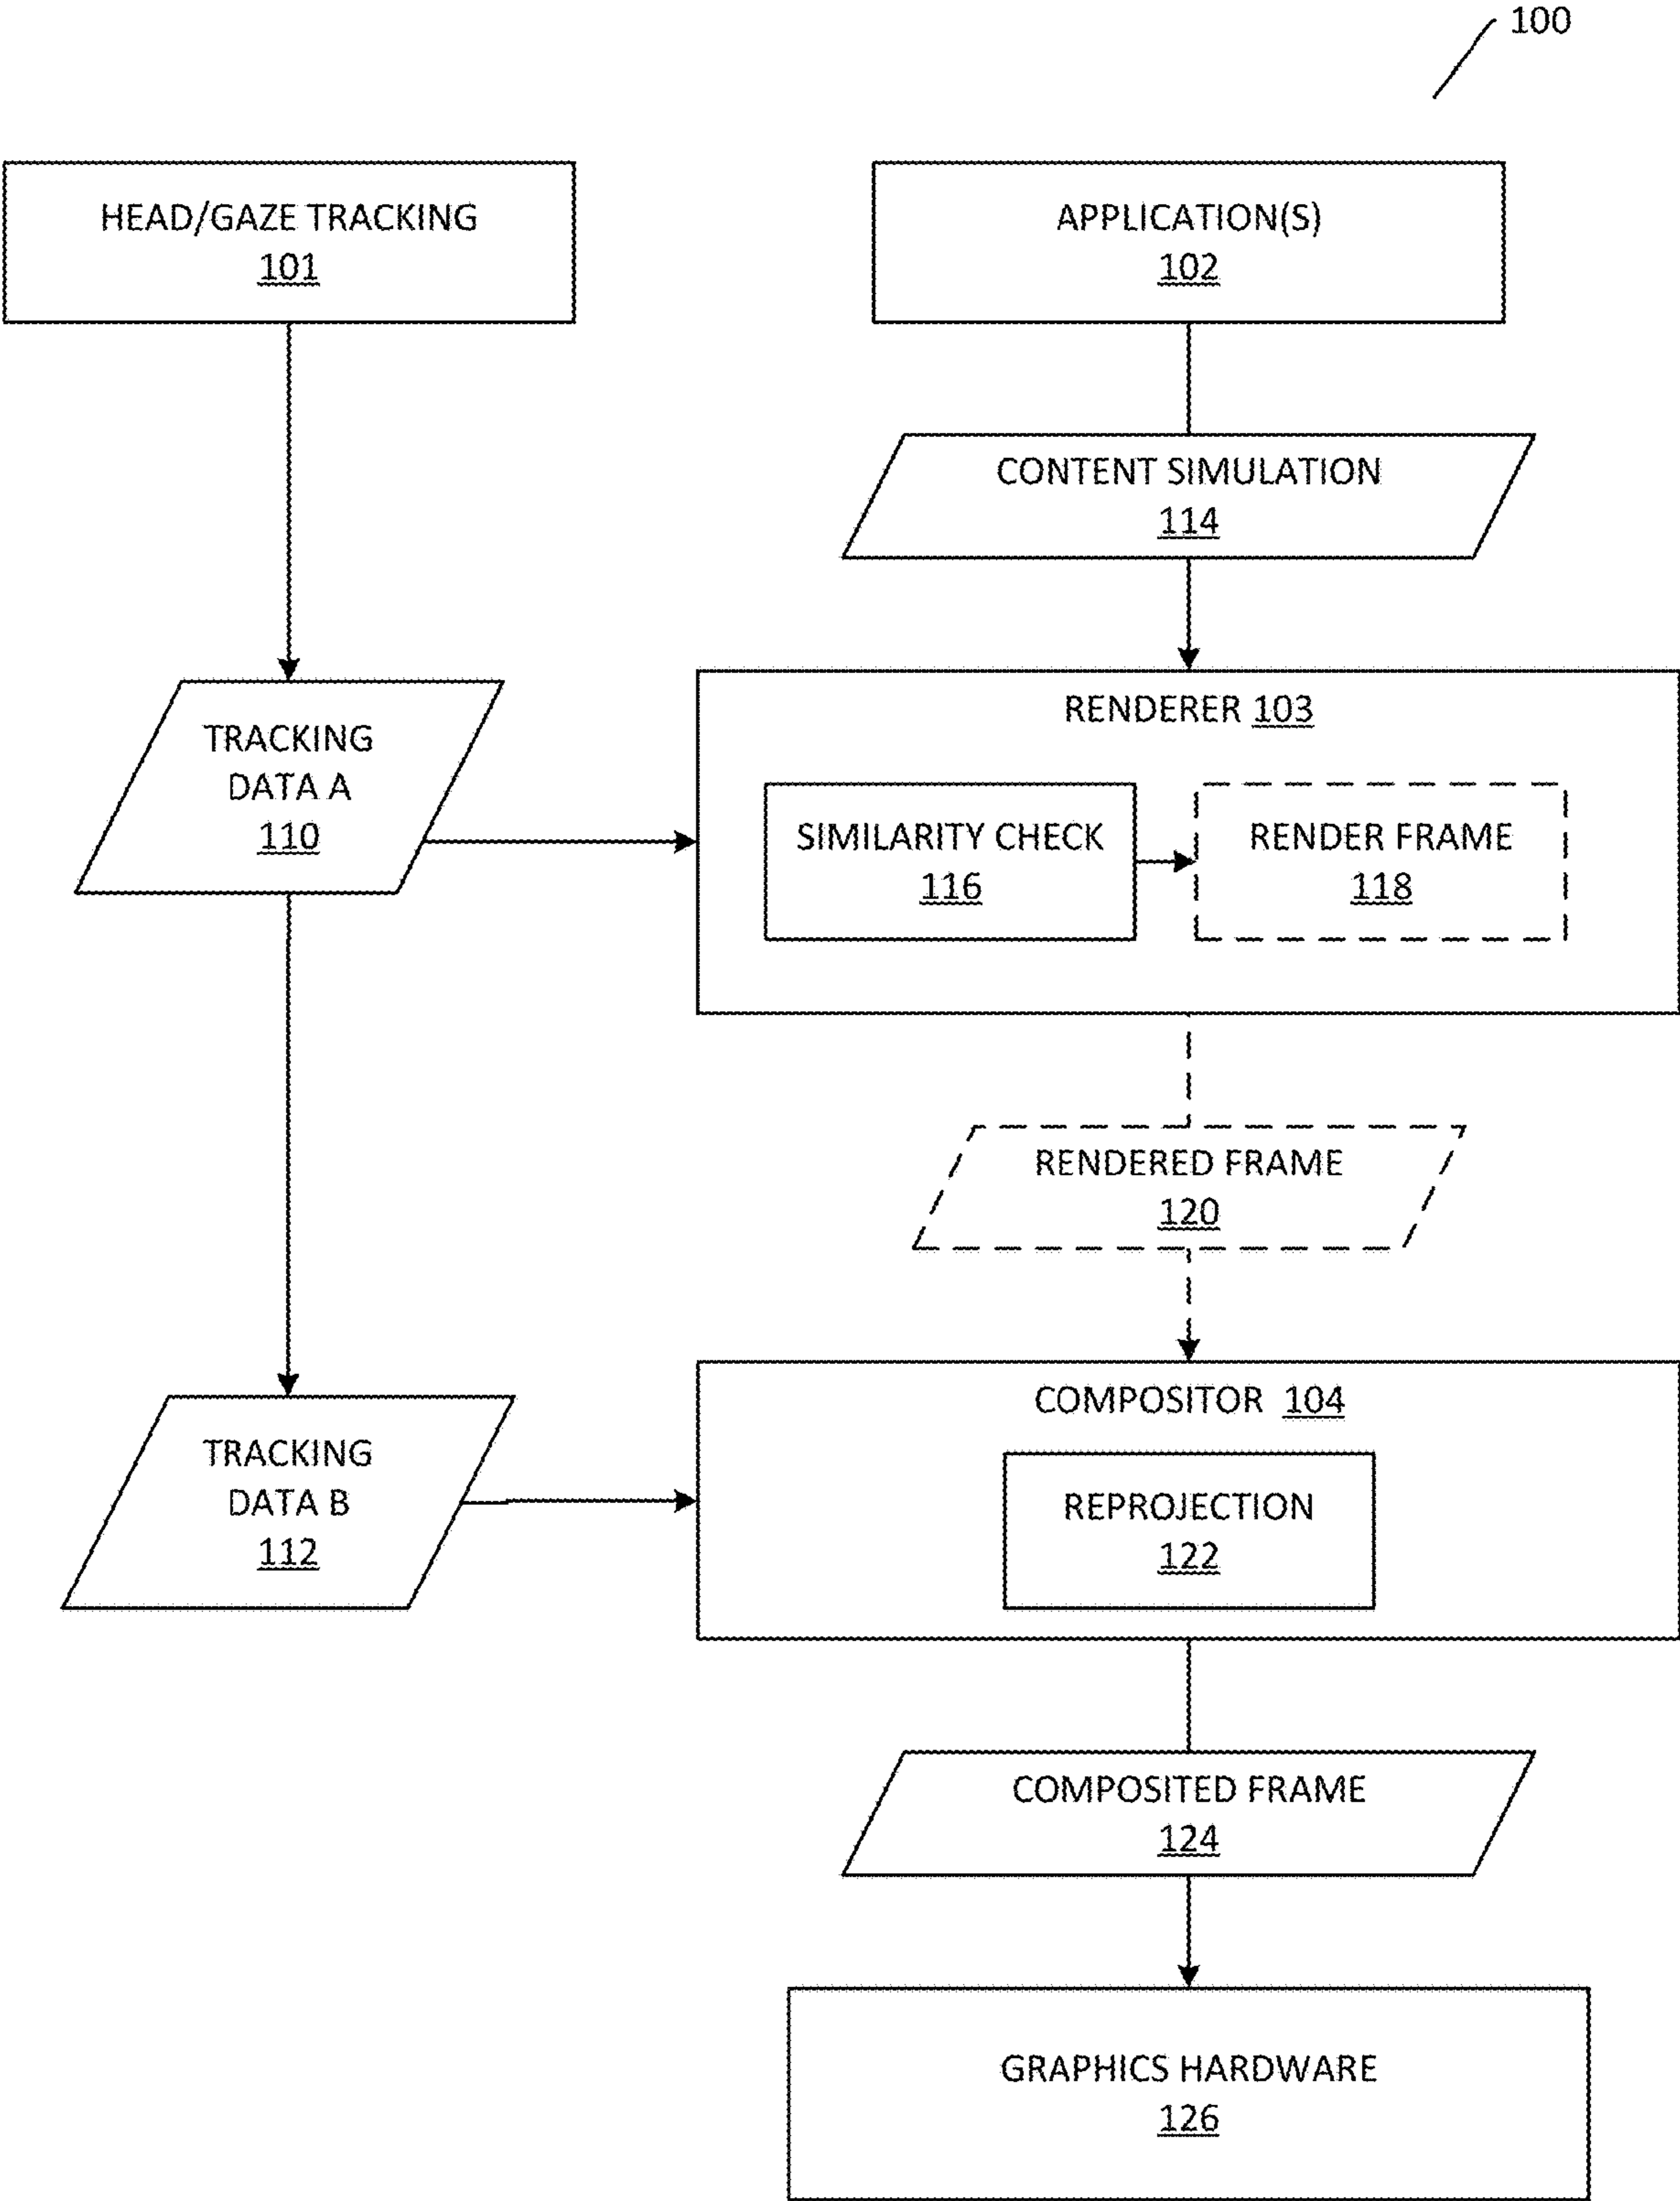 100
HEAD/GAZE TRACKING
101
APPLICATION(S)
102
CONTENT SIMULATION
114
TRACKING
DATA A
110
RENDERER 103
SIMILARITY CHECK
116
RENDER FRAME
118
RENDERED FRAME
120
TRACKING
DATA B
112
COMPOSITOR 104
REPROJECTION
122
COMPOSITED FRAME
124
GRAPHICS HARDWARE
126